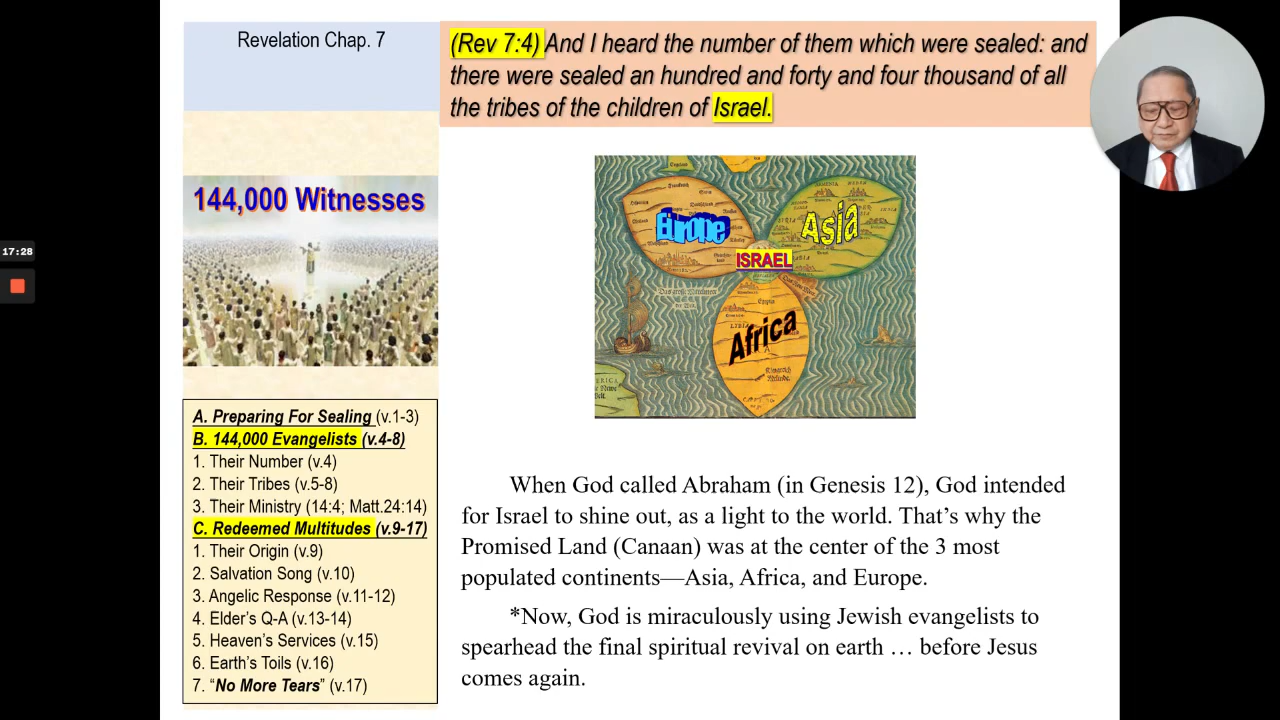 Revelation Chap. 7
(Rev 7:4) And I heard the number of them which were sealed: and
there were sealed an hundred and forty and four thousand of all
the tribes of the children of Israel.
17:28
144,000 Witnesses
Europe
Asia
ISRAEL
Africa
A. Preparing For Sealing (v.1-3)
B. 144,000 Evangelists (v.4-8)
1. Their Number (v.4)
2. Their Tribes (v.5-8)
3. Their Ministry (14:4; Matt.24:14)
C. Redeemed Multitudes (v.9-17)
1. Their Origin (v.9)
2. Salvation Song (v.10)
3. Angelic Response (v.11-12)
4. Elder’s Q-A (v.13-14)
5. Heaven’s Services (v.15)
6. Earth’s Toils (v.16)
7. “No More Tears” (v.17)
When God called Abraham (in Genesis 12), God intended
for Israel to shine out, as a light to the world. That’s why the
Promised Land (Canaan) was at the center of the 3 most
populated continents—Asia, Africa, and Europe.
*Now, God is miraculously using Jewish evangelists to
spearhead the final spiritual revival on earth … before Jesus
comes again.